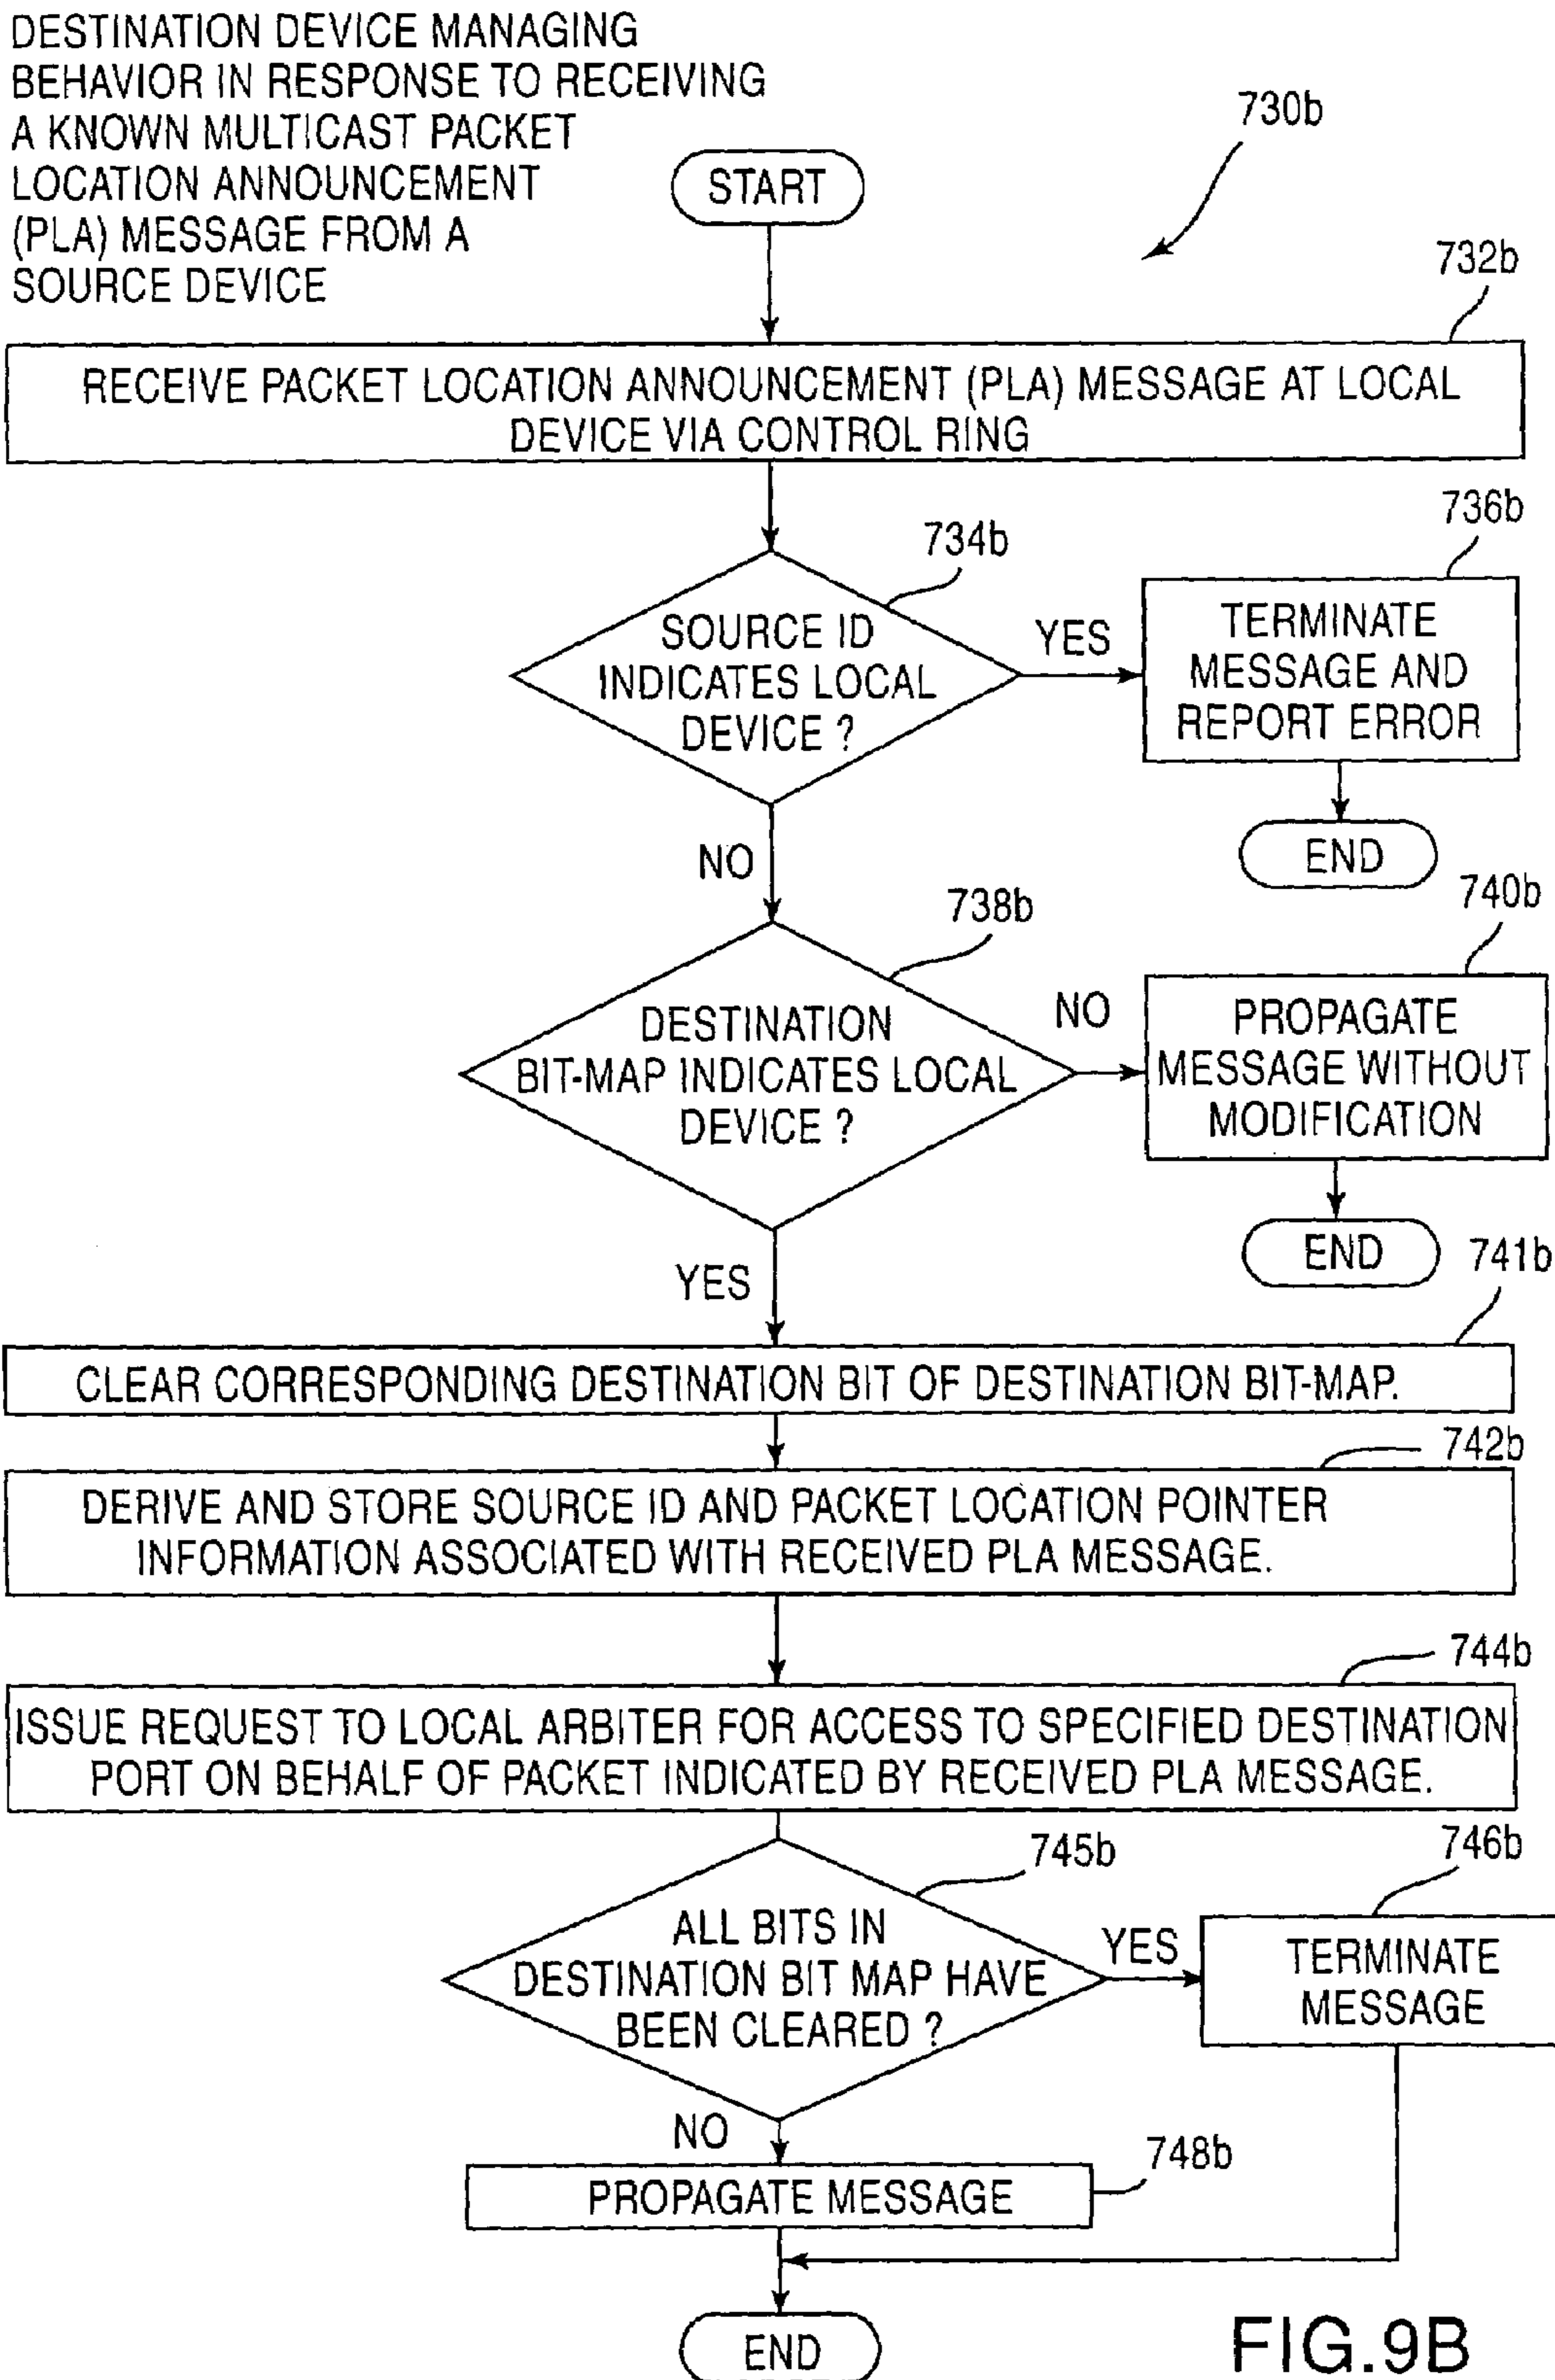 DESTINATION DEVICE MANAGING
BEHAVIOR IN RESPONSE TO RECEIVING
A KNOWN MULTICAST PACKET
LOCATION ANNOUNCEMENT
(PLA) MESSAGE FROM A
SOURCE DEVICE
730b
START
732b
RECEIVE PACKET LOCATION ANNOUNCEMENT (PLA) MESSAGE AT LOCAL
DEVICE VIA CONTROL RING
734b
SOURCE ID
INDICATES LOCAL
DEVICE ?
YES
736b
TERMINATE
MESSAGE AND
REPORT ERROR
END
NO
738b
DESTINATION
BIT-MAP INDICATES LOCAL
DEVICE ?
NO
740b
PROPAGATE
MESSAGE WITHOUT
MODIFICATION
END
YES
741b
CLEAR CORRESPONDING DESTINATION BIT OF DESTINATION BIT-MAP.
742b
DERIVE AND STORE SOURCE ID AND PACKET LOCATION POINTER
INFORMATION ASSOCIATED WITH RECEIVED PLA MESSAGE.
744b
ISSUE REQUEST TO LOCAL ARBITER FOR ACCESS TO SPECIFIED DESTINATION
PORT ON BEHALF OF PACKET INDICATED BY RECEIVED PLA MESSAGE.
745b
ALL BITS IN
DESTINATION BIT MAP HAVE
BEEN CLEARED ?
YES
746b
TERMINATE
MESSAGE
NO
748b
PROPAGATE MESSAGE
END
FIG.9B